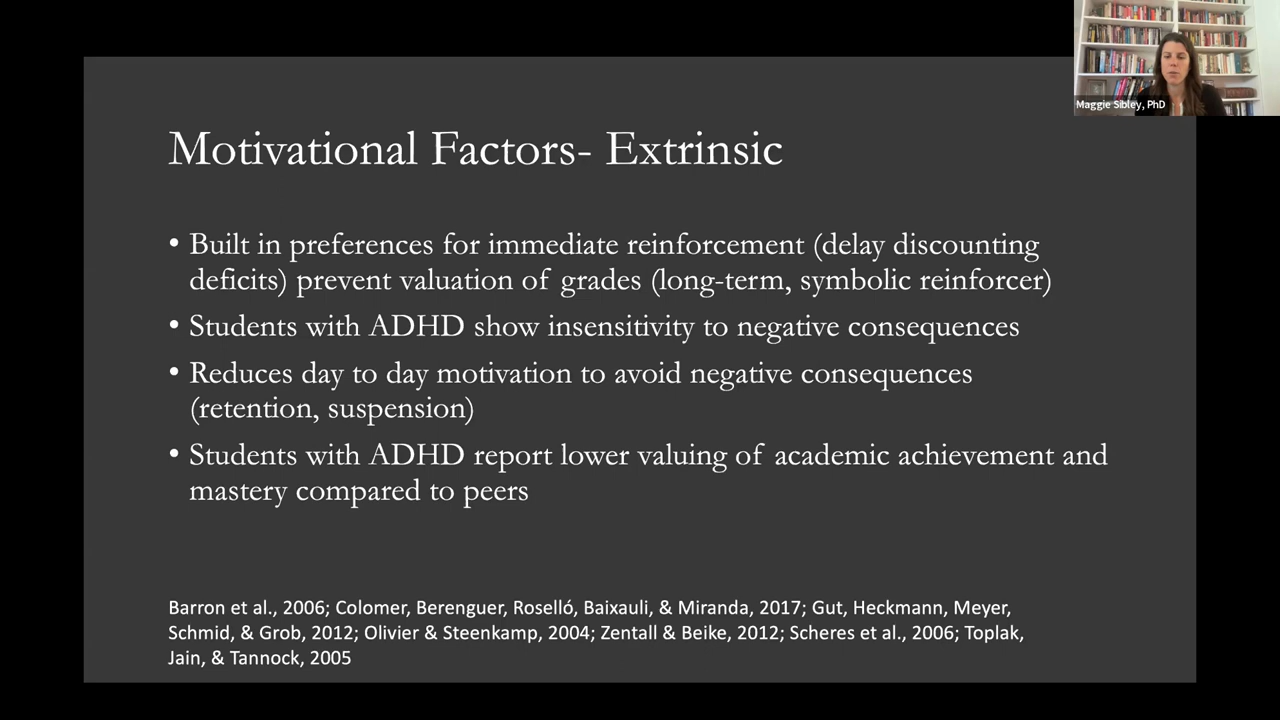 Maggie Sibley, PhD
Motivational Factors- Extrinsic
• Built in preferences for immediate reinforcement (delay discounting
deficits) prevent valuation of grades (long-term, symbolic reinforcer)
• Students with ADHD show insensitivity to negative consequences
• Reduces day to day motivation to avoid negative consequences
(retention, suspension)
• Students with ADHD report lower valuing of academic achievement and
mastery compared to peers
Barron et al., 2006; Colomer, Berenguer, Roselló, Baixauli, & Miranda, 2017; Gut, Heckmann, Meyer,
Schmid, & Grob, 2012; Olivier & Steenkamp, 2004; Zentall & Beike, 2012; Scheres et al., 2006; Toplak,
Jain, & Tannock, 2005